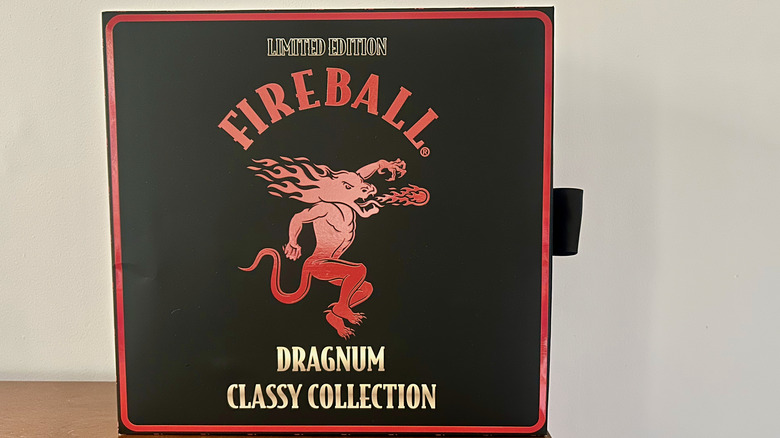 LIMITED EDITION
FIREBALL®
DRAGNUM
CLASSY COLLECTION